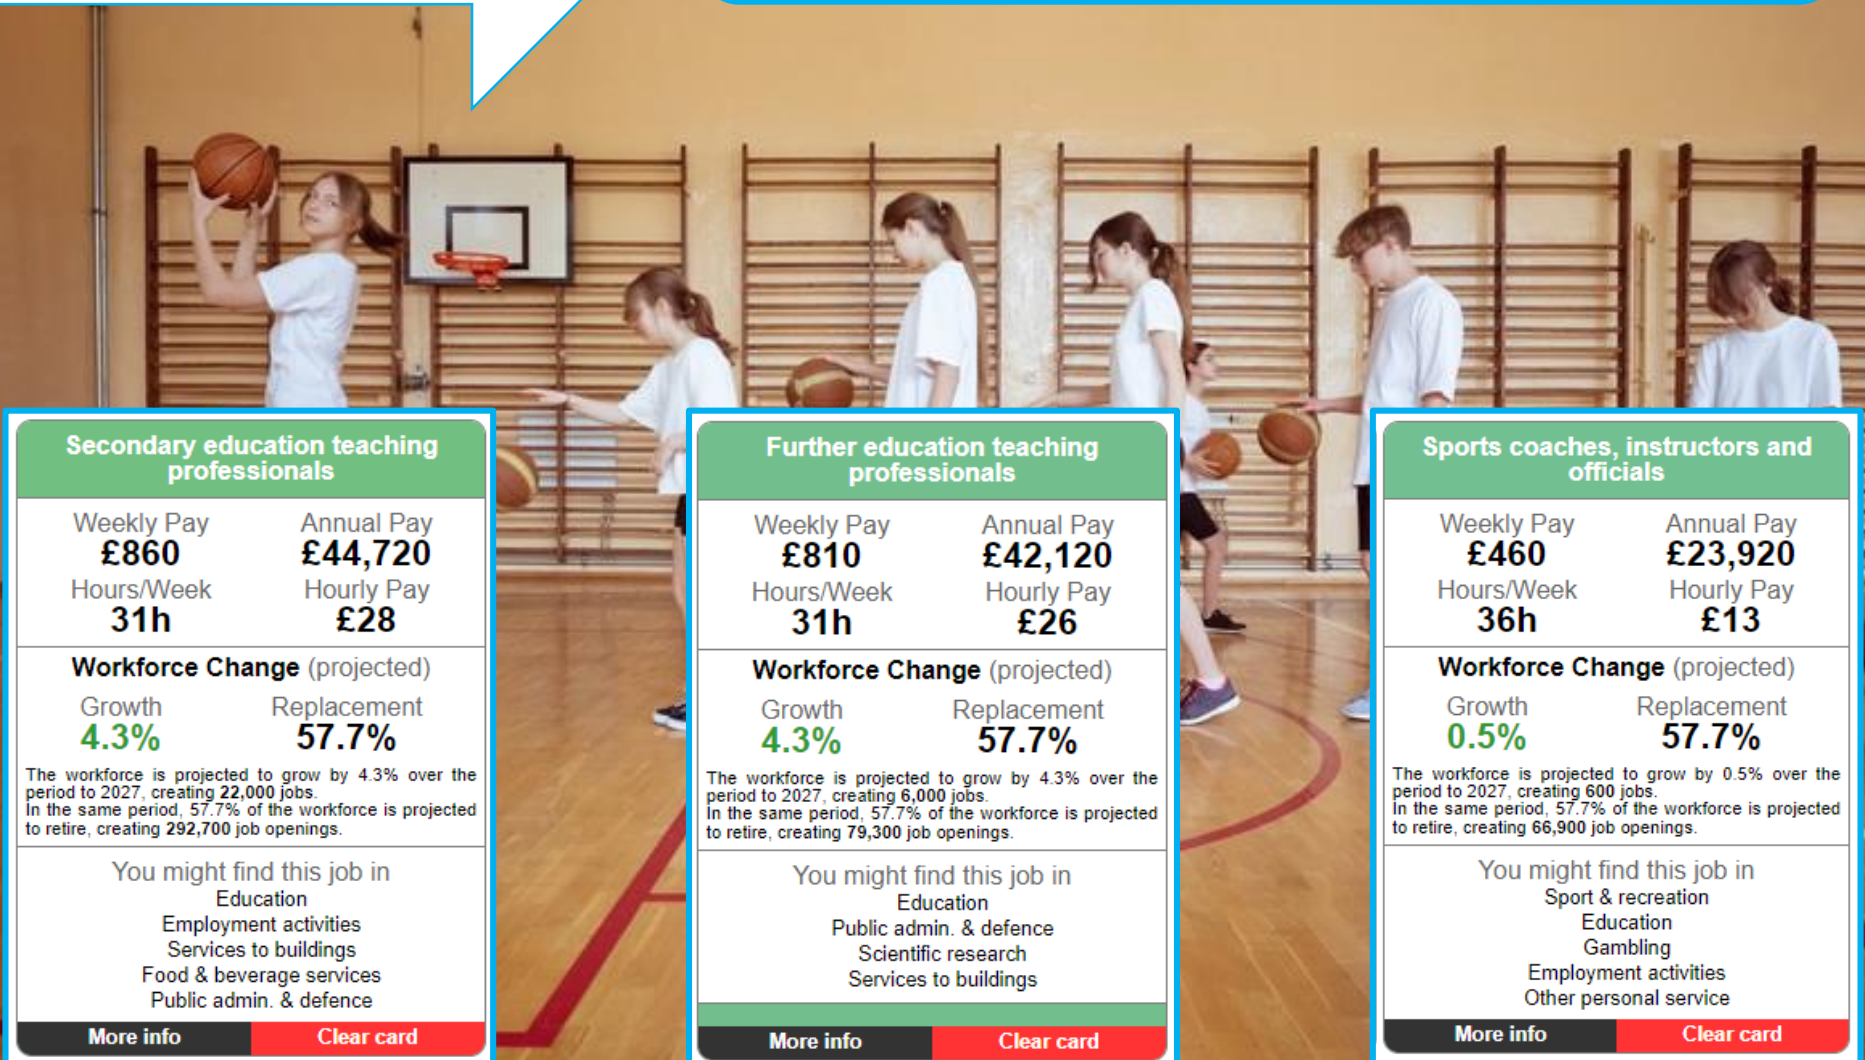 Secondary education teaching
professionals
Weekly Pay Annual Pay
£860 £44,720
Hours/Week Hourly Pay
31h £28
Workforce Change (projected)
Growth Replacement
4.3% 57.7%
The workforce is projected to grow by 4.3% over the
period to 2027, creating 22,000 jobs.
In the same period, 57.7% of the workforce is projected
to retire, creating 292,700 job openings.
You might find this job in
Education
Employment activities
Services to buildings
Food & beverage services
Public admin. & defence
More info Clear card
Further education teaching
professionals
Weekly Pay Annual Pay
£810 £42,120
Hours/Week Hourly Pay
31h £26
Workforce Change (projected)
Growth Replacement
4.3% 57.7%
The workforce is projected to grow by 4.3% over the
period to 2027, creating 6,000 jobs.
In the same period, 57.7% of the workforce is projected
to retire, creating 79,300 job openings.
You might find this job in
Education
Public admin. & defence
Scientific research
Services to buildings
More info Clear card
Sports coaches, instructors and
officials
Weekly Pay Annual Pay
£460 £23,920
Hours/Week Hourly Pay
36h £13
Workforce Change (projected)
Growth Replacement
0.5% 57.7%
The workforce is projected to grow by 0.5% over the
period to 2027, creating 600 jobs.
In the same period, 57.7% of the workforce is projected
to retire, creating 66,900 job openings.
You might find this job in
Sport & recreation
Education
Gambling
Employment activities
Other personal service
More info Clear card